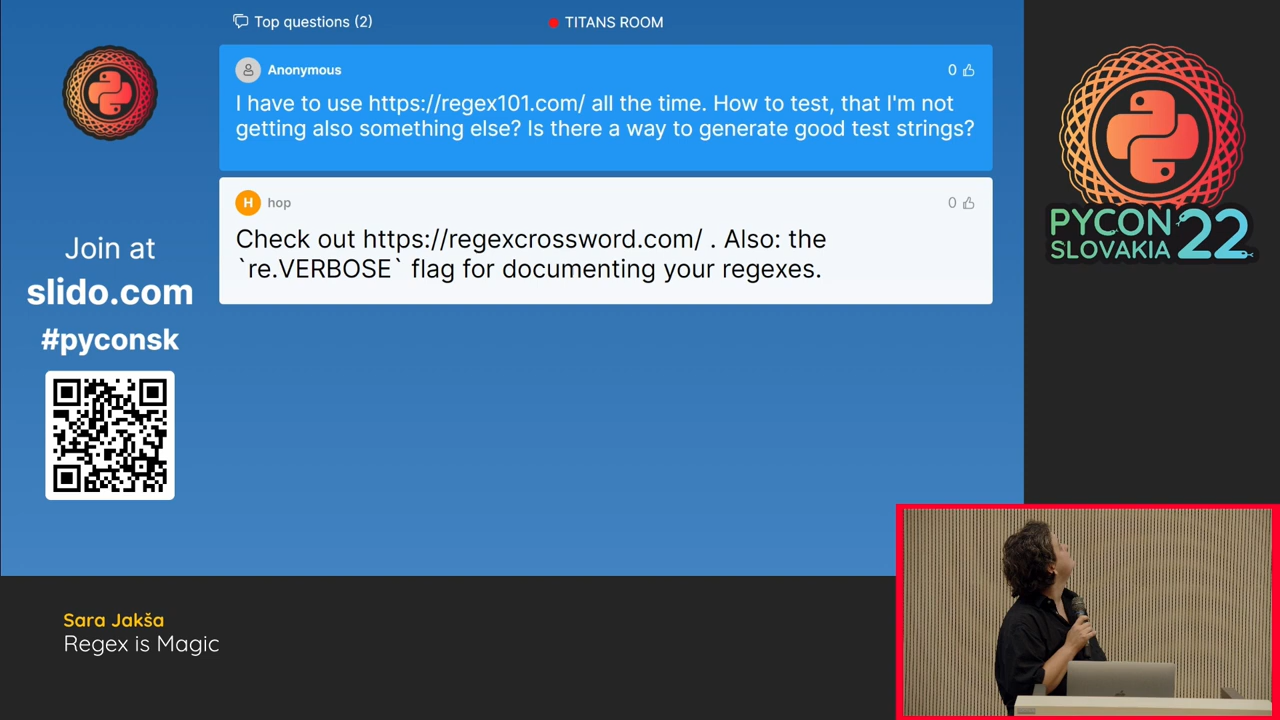 Top questions (2)
TITANS ROOM
Anonymous
0
I have to use https://regex101.com/ all the time. How to test, that I'm not
getting also something else? Is there a way to generate good test strings?
H
hop
0
Check out https://regexcrossword.com/ . Also: the
`re.VERBOSE` flag for documenting your regexes.
Join at
slido.com
#pyconsk
PYCON
SLOVAKIA
22
Sara Jakša
Regex is Magic